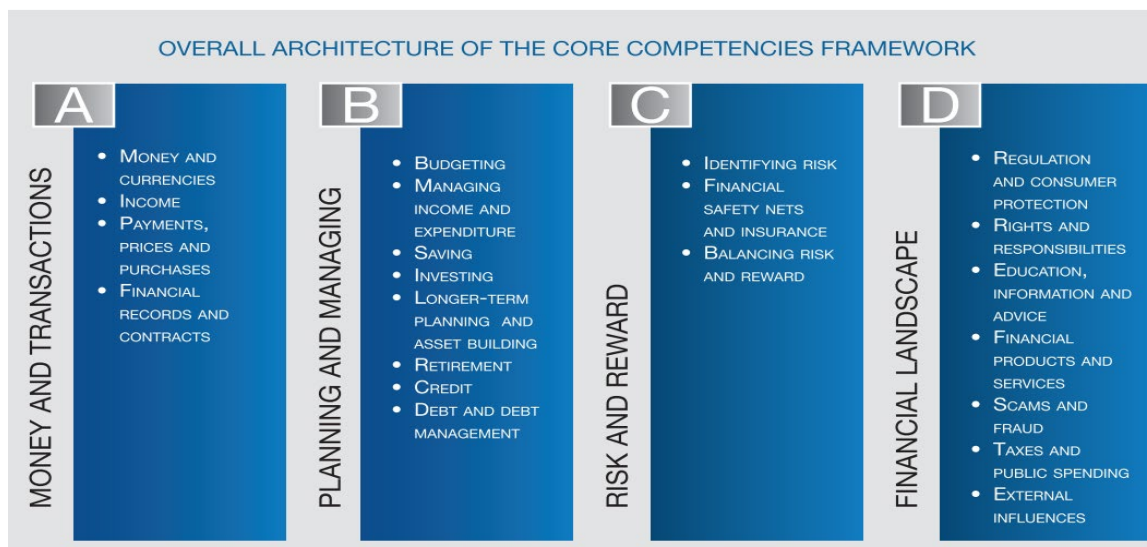 OVERALL ARCHITECTURE OF THE CORE COMPETENCIES FRAMEWORK
A
MONEY AND TRANSACTIONS
• MONEY AND
CURRENCIES
• INCOME
• PAYMENTS,
PRICES AND
PURCHASES
• FINANCIAL
RECORDS AND
CONTRACTS
B
PLANNING AND MANAGING
• BUDGETING
• MANAGING
INCOME AND
EXPENDITURE
• SAVING
• INVESTING
• LONGER-TERM
PLANNING AND
ASSET BUILDING
• RETIREMENT
• CREDIT
• DEBT AND DEBT
MANAGEMENT
C
RISK AND REWARD
• IDENTIFYING RISK
• FINANCIAL
SAFETY NETS
AND INSURANCE
• BALANCING RISK
AND REWARD
D
FINANCIAL LANDSCAPE
• REGULATION
AND CONSUMER
PROTECTION
• RIGHTS AND
RESPONSIBILITIES
• EDUCATION,
INFORMATION AND
ADVICE
• FINANCIAL
PRODUCTS AND
SERVICES
• SCAMS AND
FRAUD
• TAXES AND
PUBLIC SPENDING
• EXTERNAL
INFLUENCES